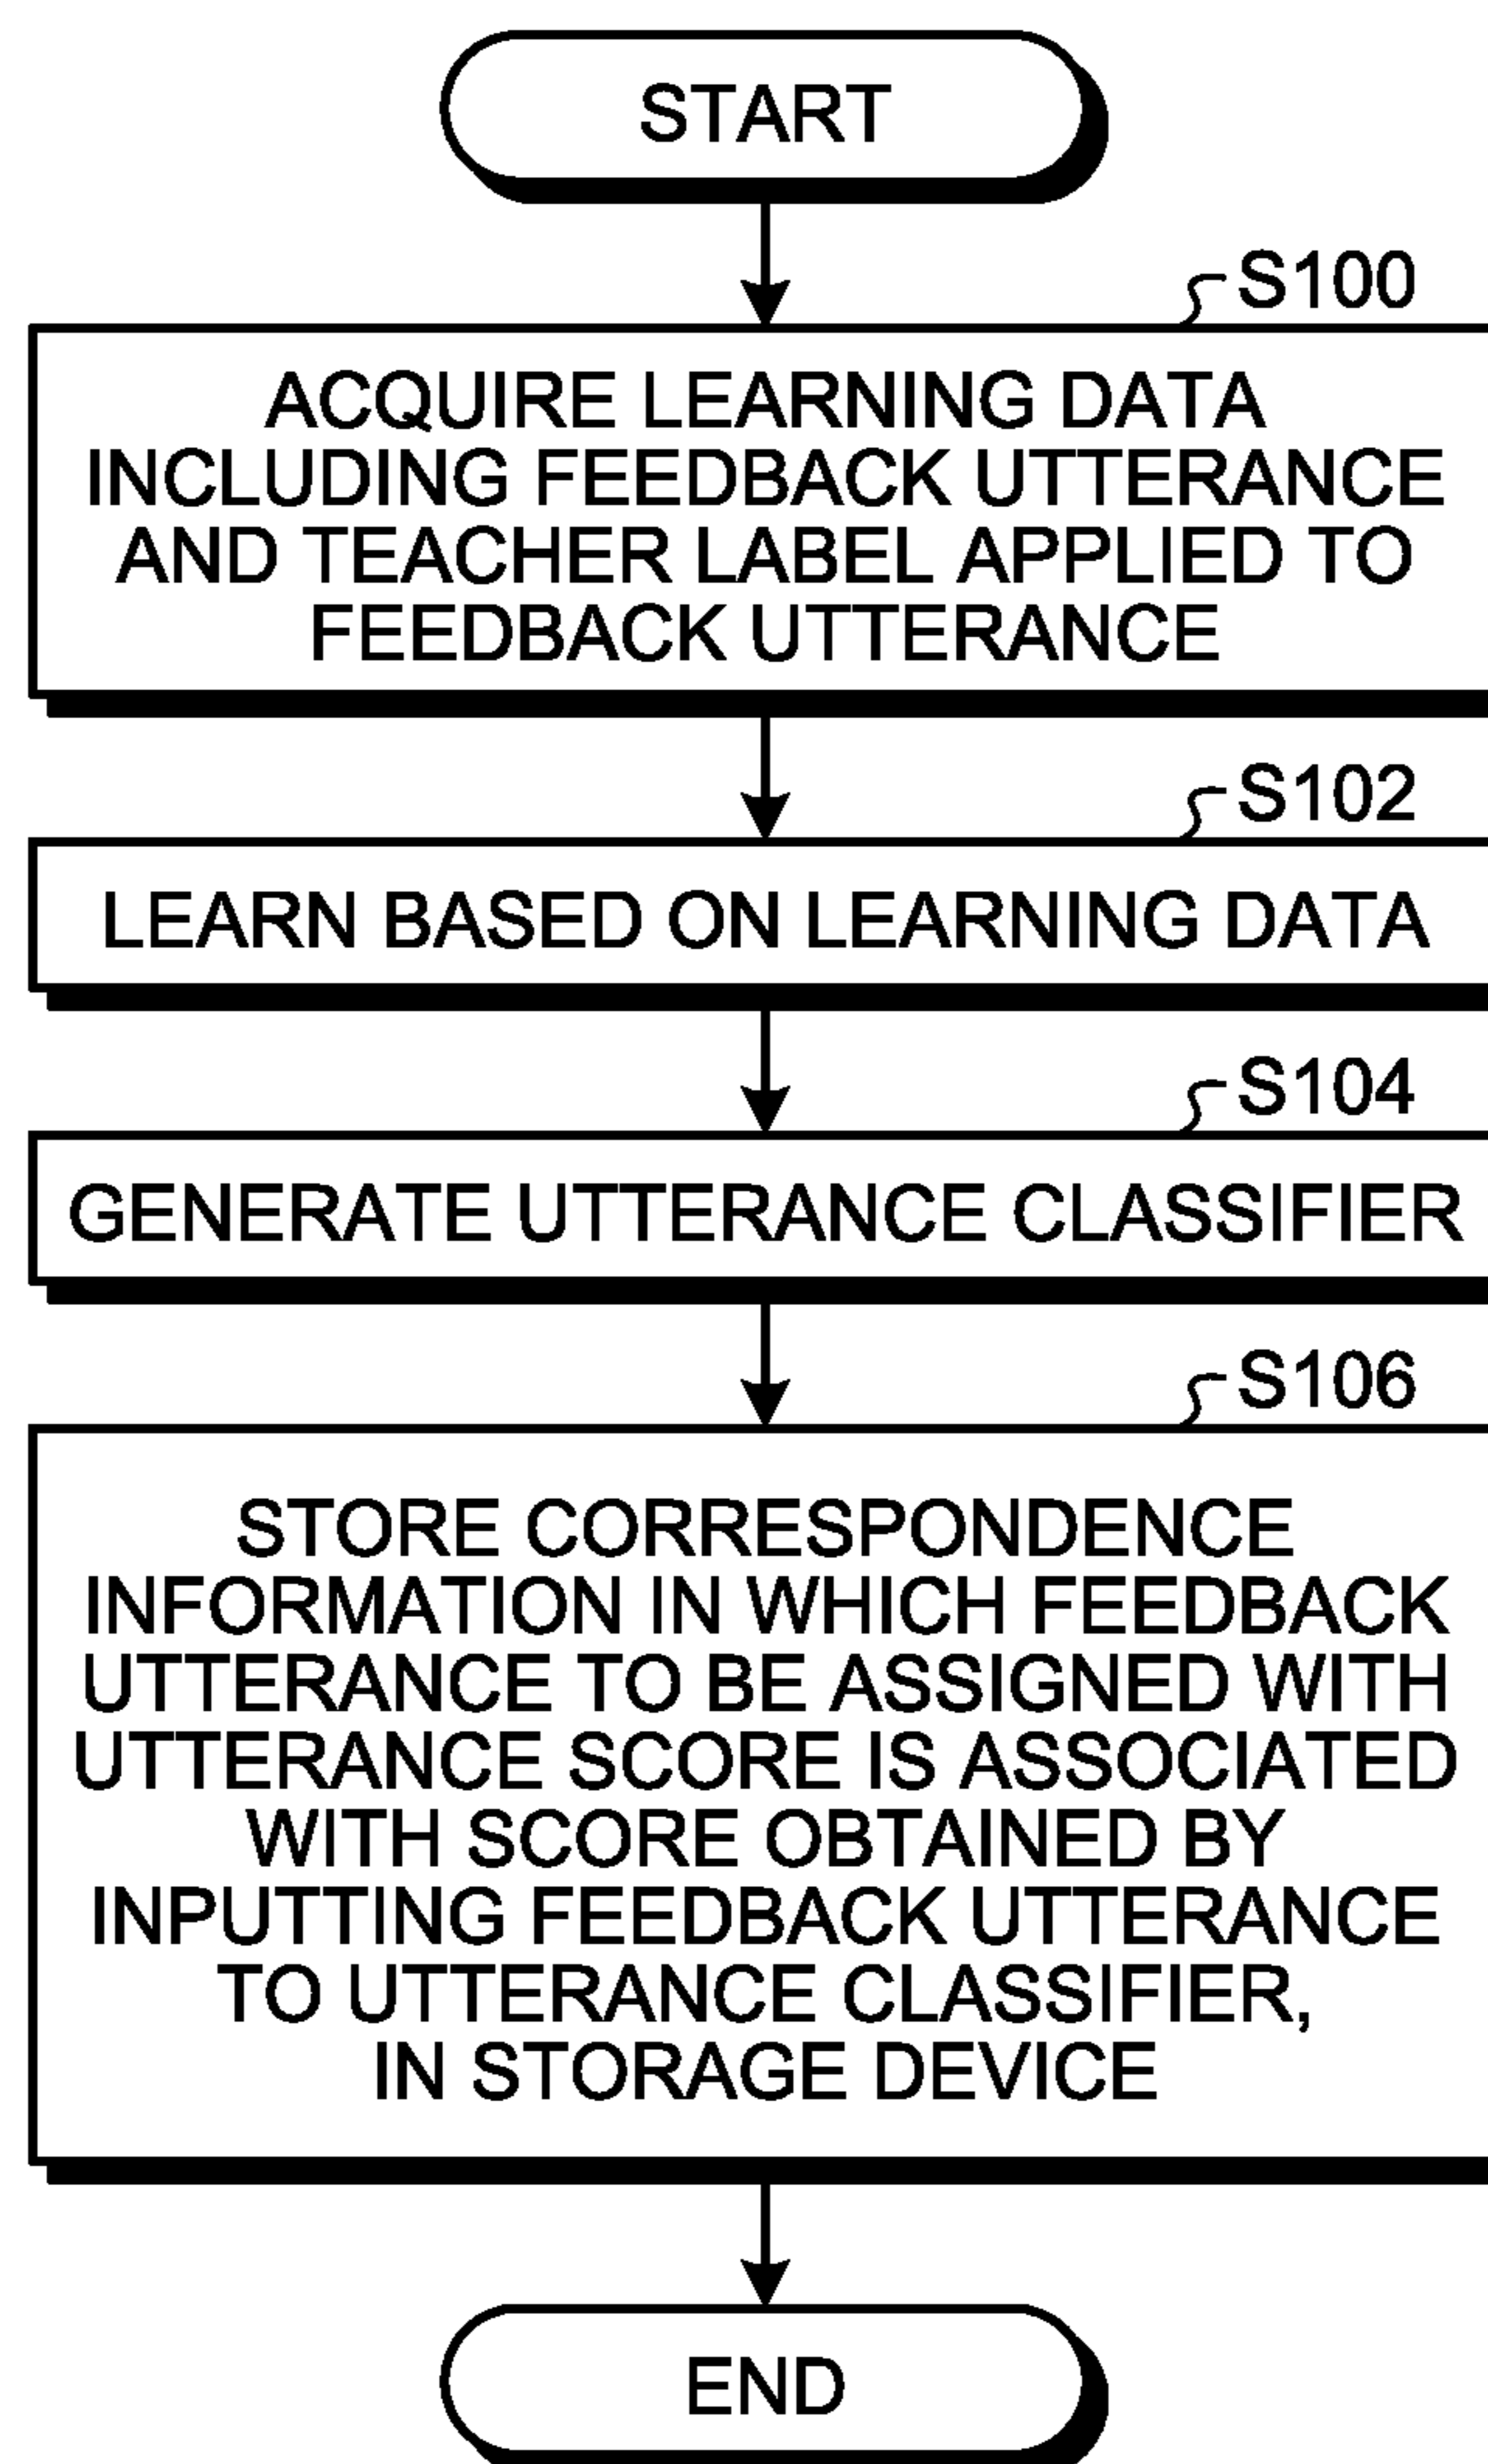 START
S100
ACQUIRE LEARNING DATA
INCLUDING FEEDBACK UTTERANCE
AND TEACHER LABEL APPLIED TO
FEEDBACK UTTERANCE
S102
LEARN BASED ON LEARNING DATA
S104
GENERATE UTTERANCE CLASSIFIER
S106
STORE CORRESPONDENCE
INFORMATION IN WHICH FEEDBACK
UTTERANCE TO BE ASSIGNED WITH
UTTERANCE SCORE IS ASSOCIATED
WITH SCORE OBTAINED BY
INPUTTING FEEDBACK UTTERANCE
TO UTTERANCE CLASSIFIER,
IN STORAGE DEVICE
END